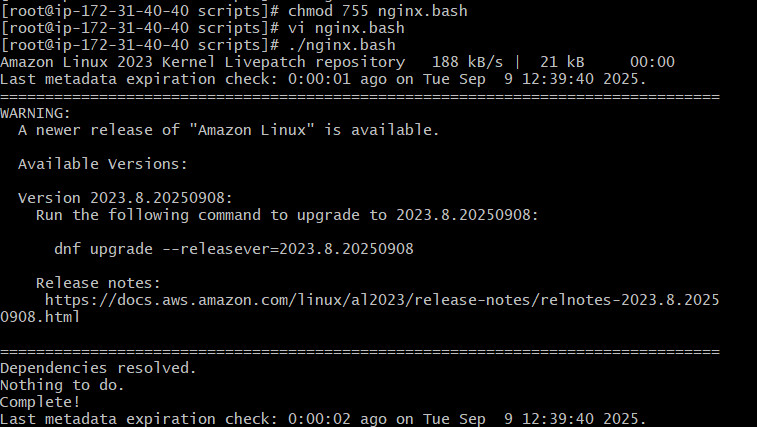 [root@ip-172-31-40-40 scripts]# chmod 755 nginx.bash
[root@ip-172-31-40-40 scripts]# vi nginx.bash
[root@ip-172-31-40-40 scripts]# ./nginx.bash
Amazon Linux 2023 Kernel Livepatch repository   188 kB/s |  21 kB     00:00
Last metadata expiration check: 0:00:01 ago on Tue Sep  9 12:39:40 2025.
================================================================================
WARNING:
  A newer release of "Amazon Linux" is available.

  Available Versions:

  Version 2023.8.20250908:
    Run the following command to upgrade to 2023.8.20250908:

      dnf upgrade --releasever=2023.8.20250908

    Release notes:
     https://docs.aws.amazon.com/linux/al2023/release-notes/relnotes-2023.8.2025
0908.html

================================================================================
Dependencies resolved.
Nothing to do.
Complete!
Last metadata expiration check: 0:00:02 ago on Tue Sep  9 12:39:40 2025.